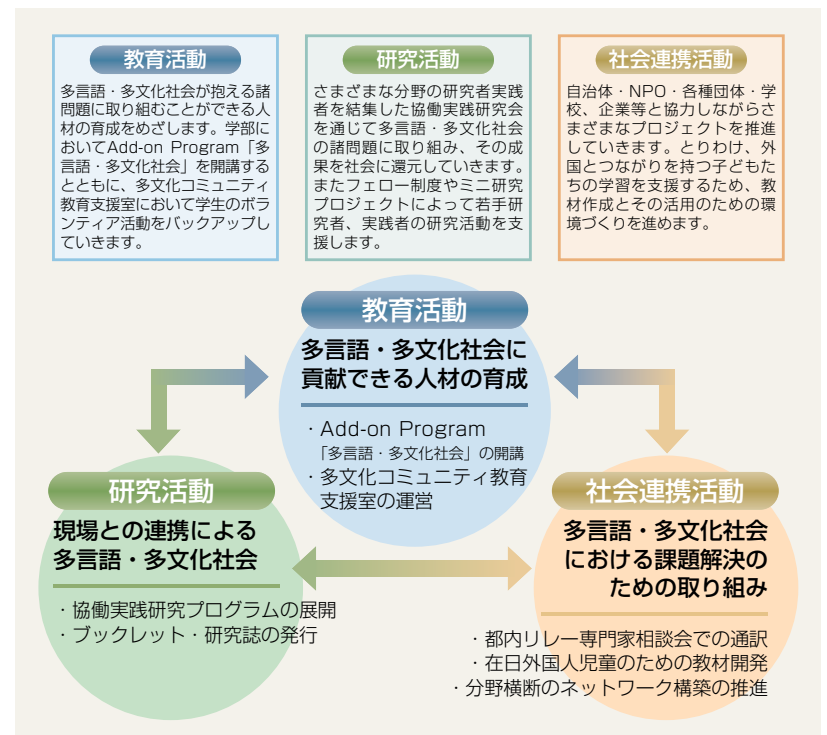 教育活動
多言語・多文化社会が抱える諸
問題に取り組むことができる人
材の育成をめざします。学部に
おいてAdd-on Program「多
言語・多文化社会」を開講する
とともに、多文化コミュニティ
教育支援室において学生のボラ
ンティア活動をバックアップし
ていきます。
研究活動
さまざまな分野の研究者実践
者を結集した協働実践研究会
を通じて多言語・多文化社会
の諸問題に取り組み、その成
果を社会に還元していきます。
またフェロー制度やミニ研究
プロジェクトによって若手研
究者、実践者の研究活動を支
援します。
社会連携活動
自治体・NPO・各種団体・学
校、企業等と協力しながらさ
まざまなプロジェクトを推進
していきます。とりわけ、外
国とつながりを持つ子どもた
ちの学習を支援するため、教
材作成とその活用のための環
境づくりを進めます。
教育活動
多言語・多文化社会に
貢献できる人材の育成
・Add-on Program
「多言語・多文化社会」の開講
・多文化コミュニティ教育
支援室の運営
研究活動
現場との連携による
多言語・多文化社会
・協働実践研究プログラムの展開
・ブックレット・研究誌の発行
社会連携活動
多言語・多文化社会
における課題解決の
ための取り組み
・都内リレー専門家相談会での通訳
・在日外国人児童のための教材開発
・分野横断のネットワーク構築の推進